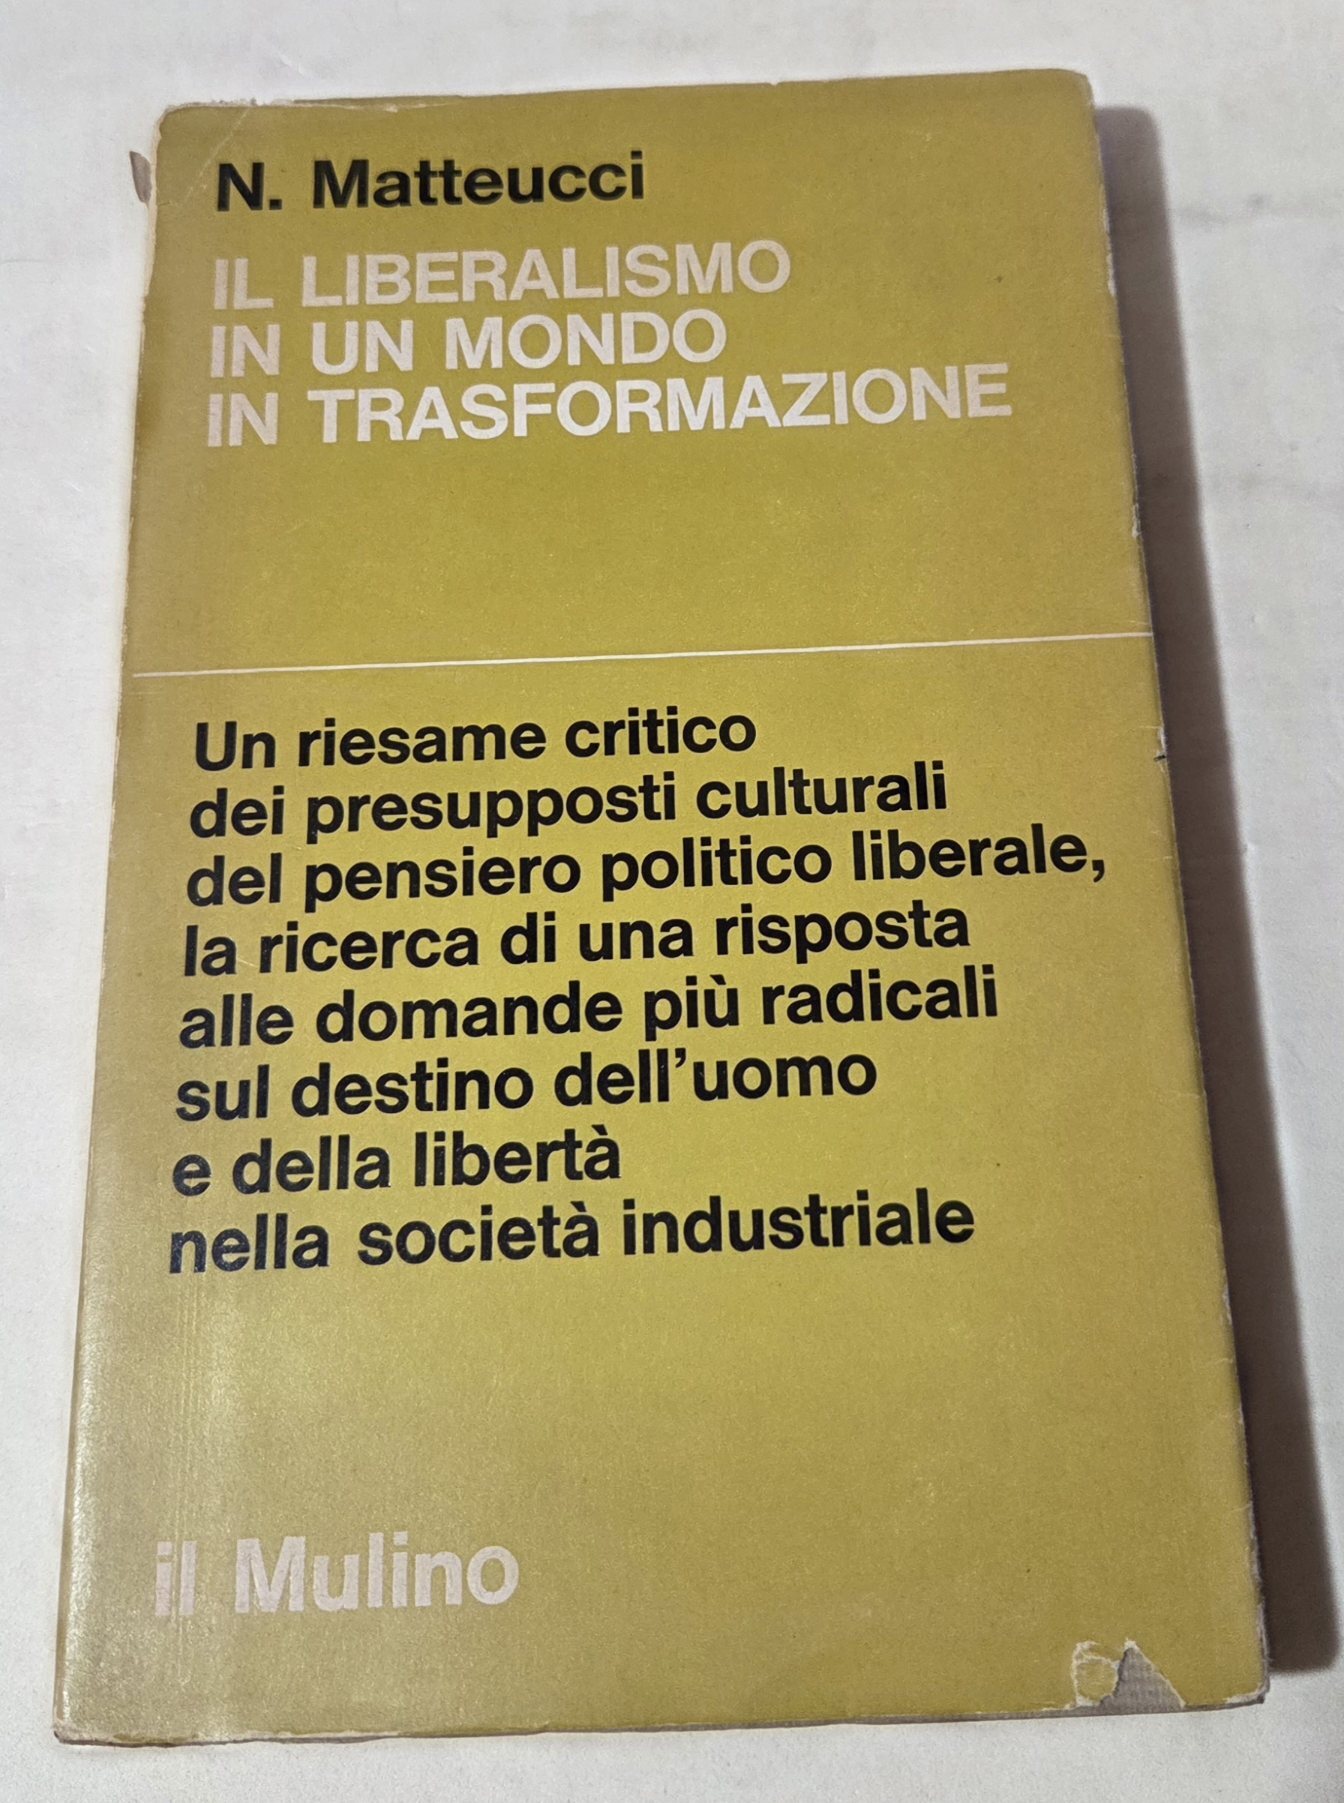 N. Matteucci
IL LIBERALISMO
IN UN MONDO
IN TRASFORMAZIONE
Un riesame critico
dei presupposti culturali
del pensiero politico liberale,
la ricerca di una risposta
alle domande più radicali
sul destino dell'uomo
e della libertà
nella società industriale
il Mulino